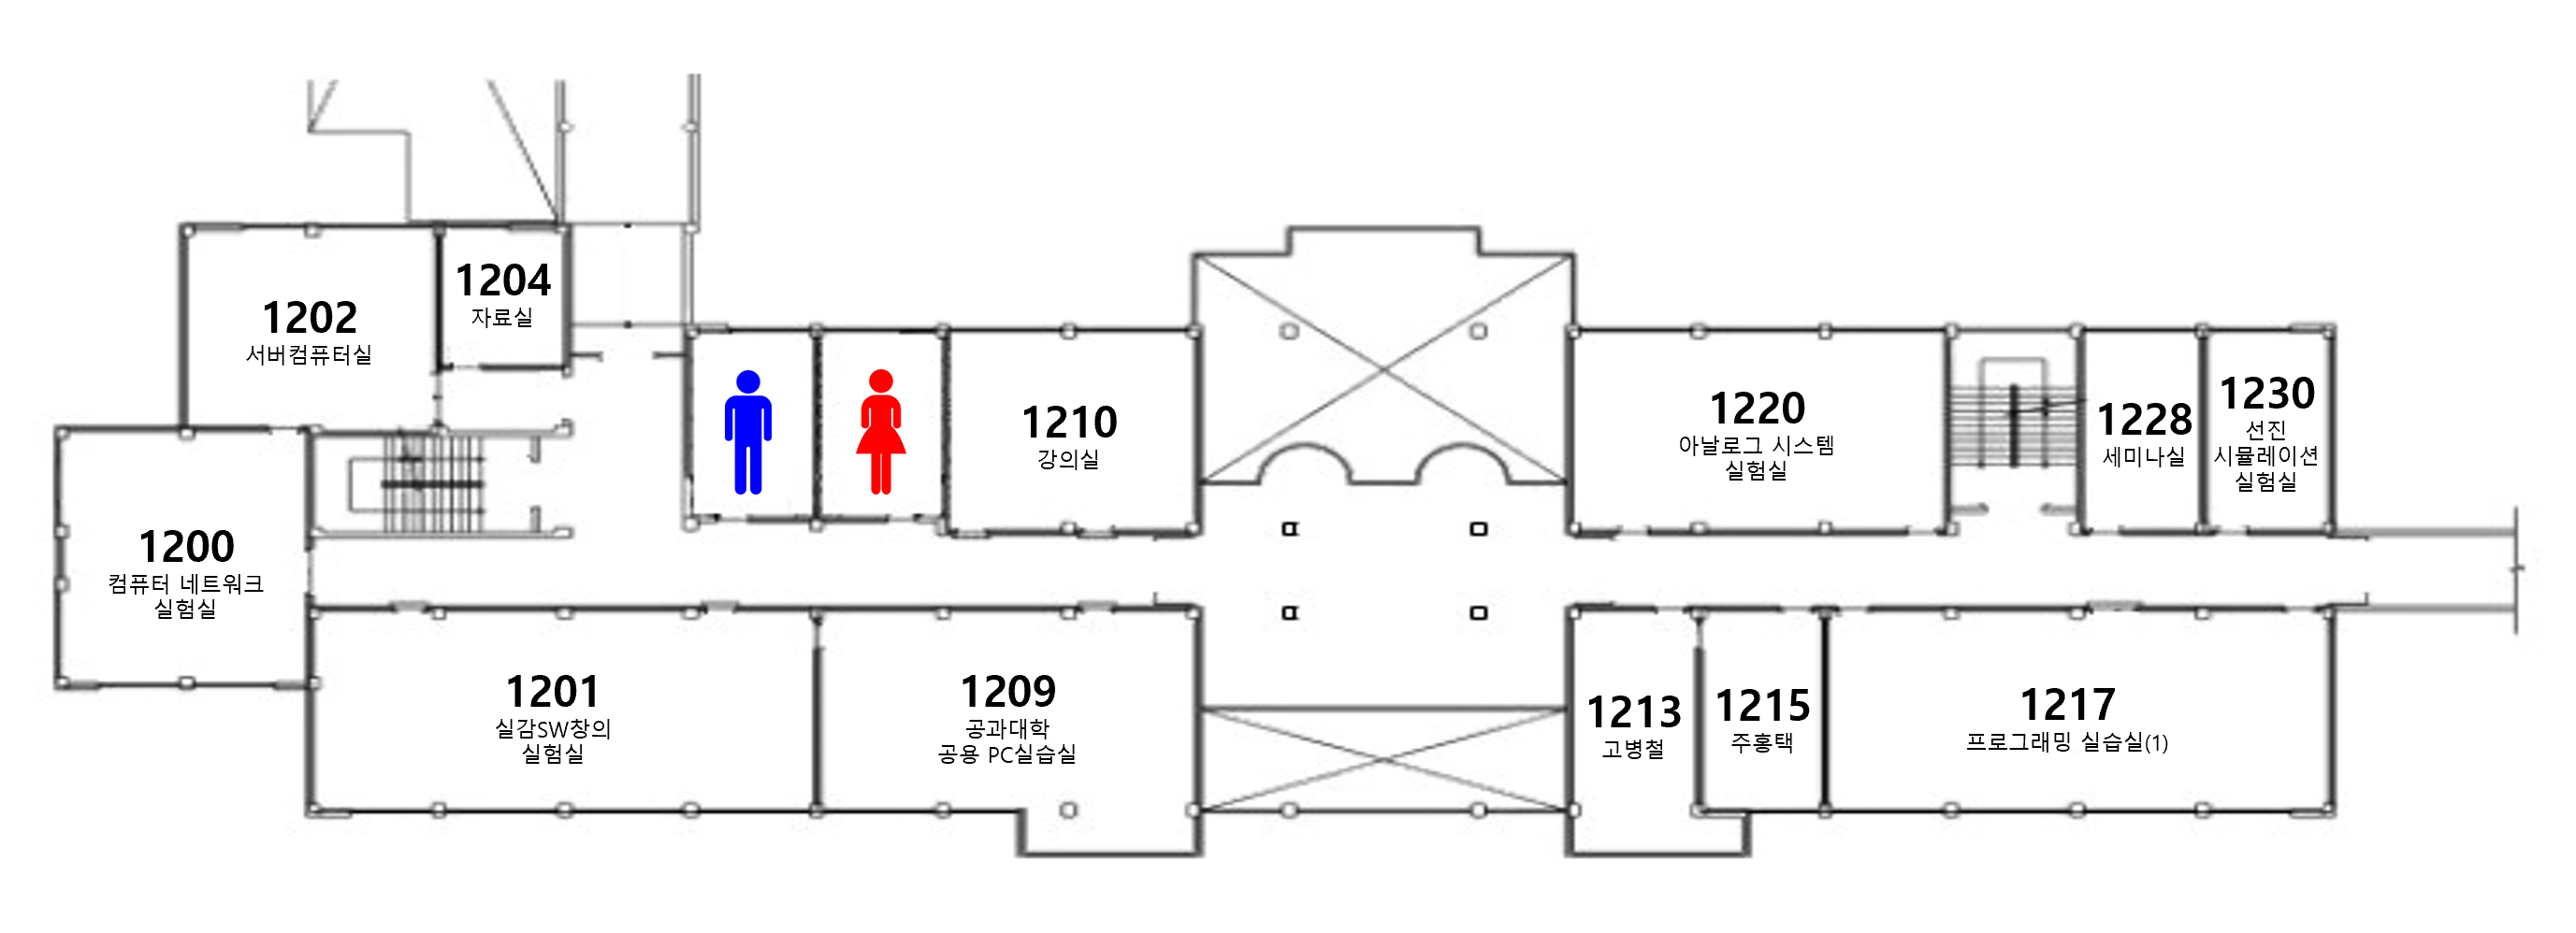 1202
서버컴퓨터실
1204
자료실
1200
컴퓨터 네트워크
실험실
1210
강의실
1220
아날로그 시스템
실험실
1228
세미나실
1230
선진
시뮬레이션
실험실
1201
실감SW창의
실험실
1209
공과대학
공용 PC실습실
1213
고병철
1215
주홍택
1217
프로그래밍 실습실(1)